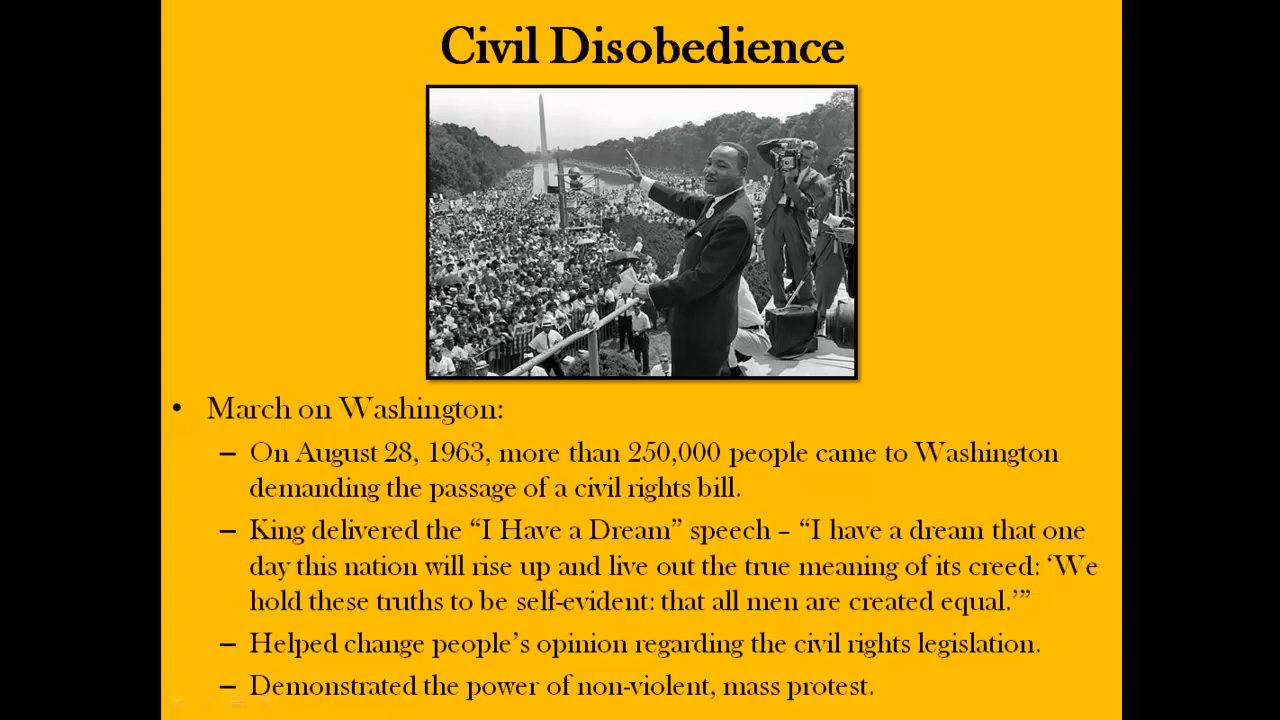 Civil Disobedience
• March on Washington:
– On August 28, 1963, more than 250,000 people came to Washington
demanding the passage of a civil rights bill.
– King delivered the “I Have a Dream” speech – “I have a dream that one
day this nation will rise up and live out the true meaning of its creed: ‘We
hold these truths to be self-evident: that all men are created equal.’”
– Helped change people’s opinion regarding the civil rights legislation.
– Demonstrated the power of non-violent, mass protest.